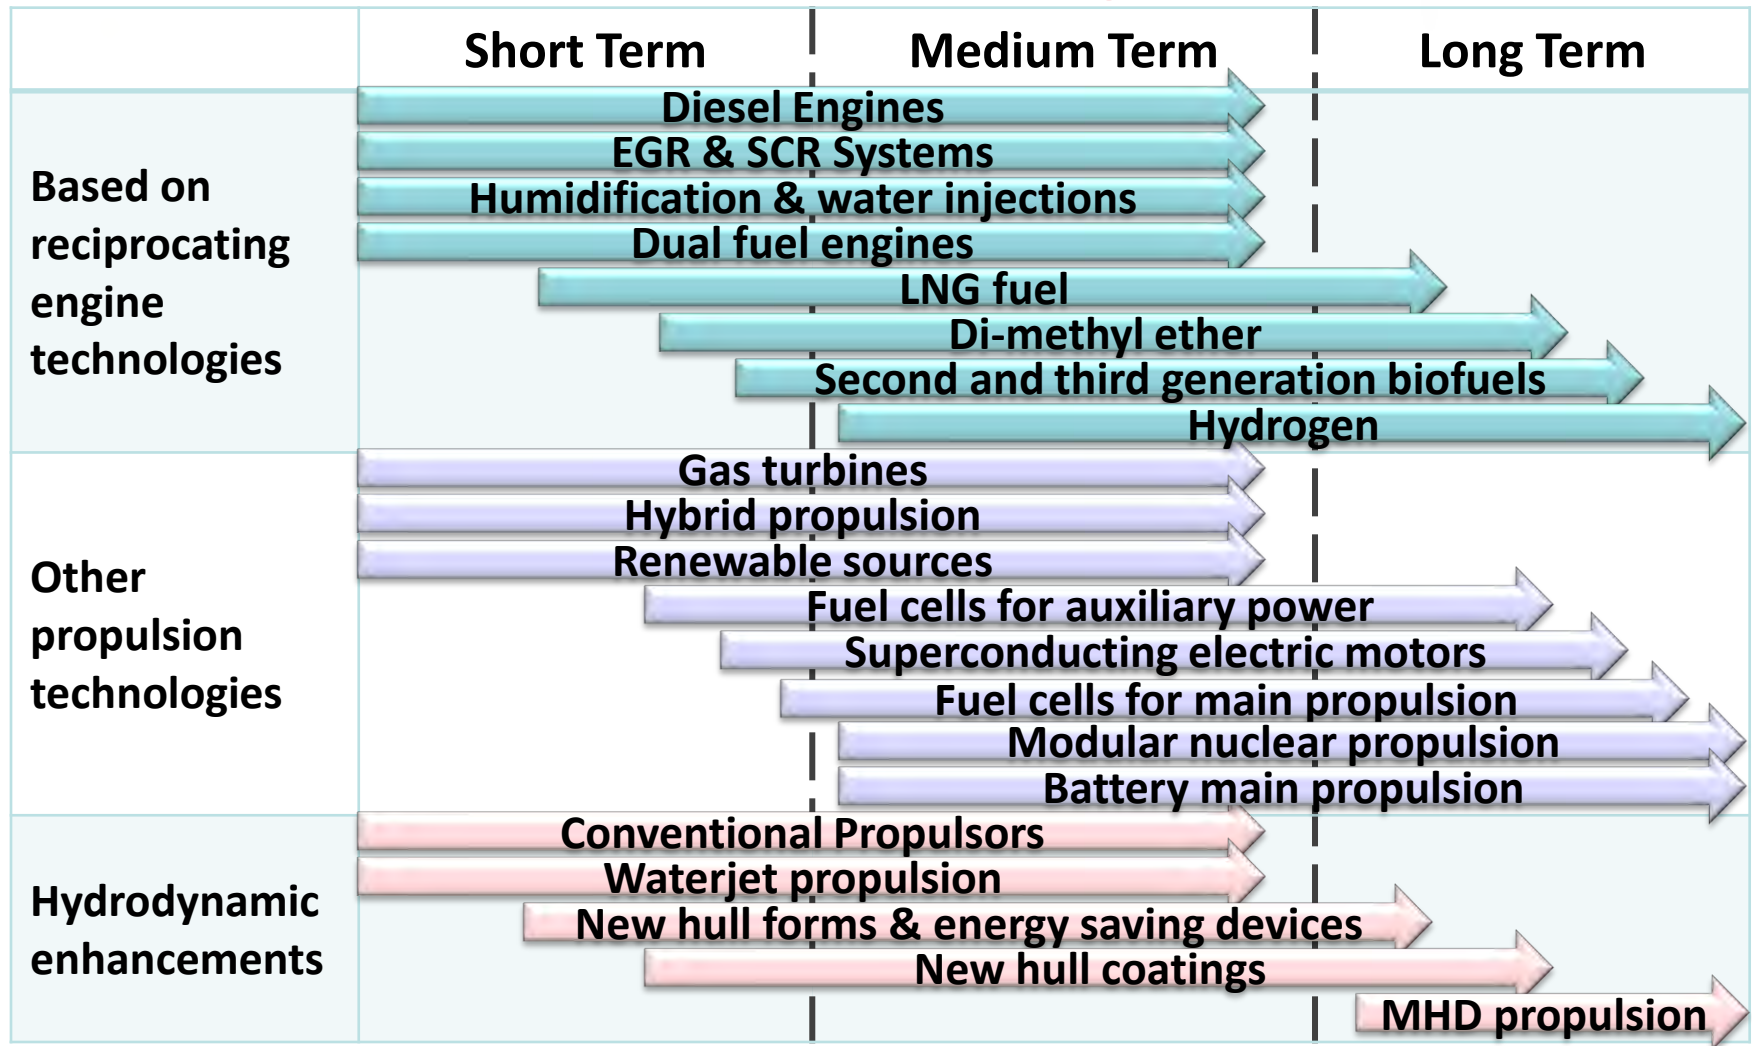 Short Term
Medium Term
Long Term
Based on
reciprocating
engine
technologies
Diesel Engines
EGR & SCR Systems
Humidification & water injections
Dual fuel engines
LNG fuel
Di-methyl ether
Second and third generation biofuels
Hydrogen
Other
propulsion
technologies
Gas turbines
Hybrid propulsion
Renewable sources
Fuel cells for auxiliary power
Superconducting electric motors
Fuel cells for main propulsion
Modular nuclear propulsion
Battery main propulsion
Hydrodynamic
enhancements
Conventional Propulsors
Waterjet propulsion
New hull forms & energy saving devices
New hull coatings
MHD propulsion